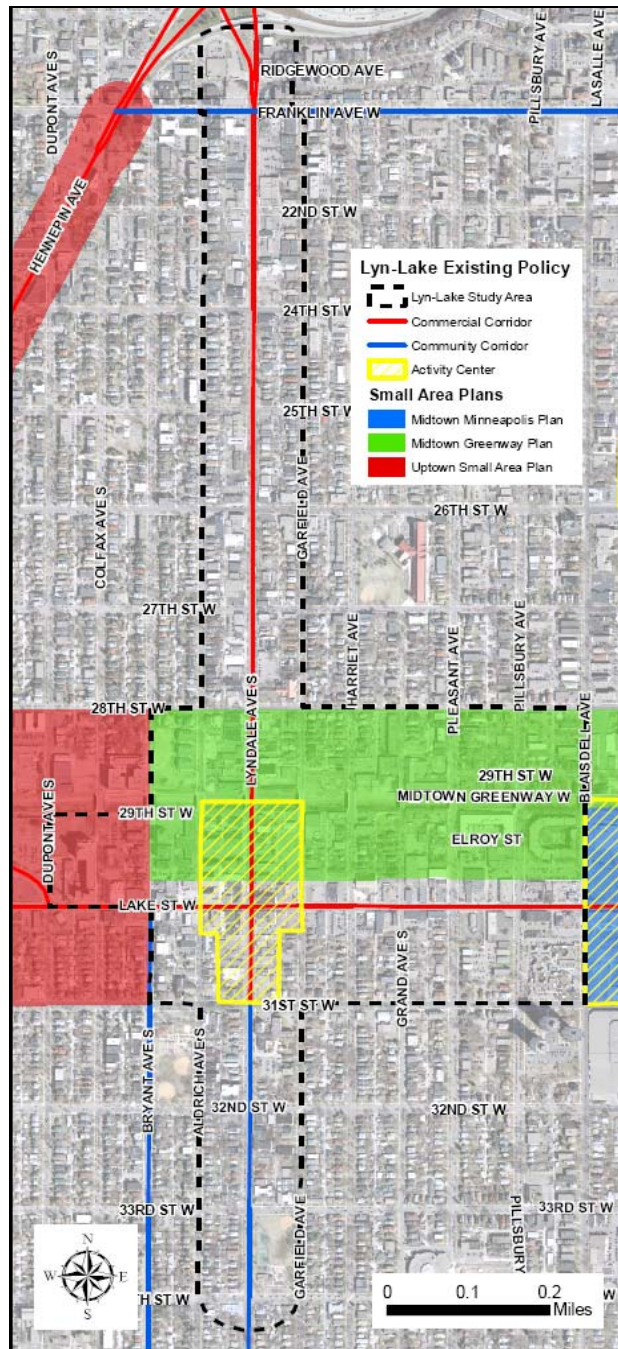 RIDGEWOOD AVE
DUPONT AVE S
PILLSBURY AVE
LASALLE AVE
FRANKLIN AVE W
HENNEPIN AVE
22ND ST W
Lyn-Lake Existing Policy
Lyn-Lake Study Area
Commercial Corridor
Community Corridor
Activity Center
Small Area Plans
Midtown Minneapolis Plan
Midtown Greenway Plan
Uptown Small Area Plan
24TH ST W
25TH ST W
GARFIELD AVE
COLFAX AVE S
26TH ST W
27TH ST W
HARRIET AVE
PLEASANT AVE
PILLSBURY AVE
28TH ST W
LYNDALE AVE S
BLAISDELL AVE
29TH ST W
MIDTOWN GREENWAY W
29TH ST W
DUPONT AVE S
ELROY ST
LAKE ST W
GRAND AVE S
31ST ST W
BRYANT AVE S
ALDRICH AVE S
32ND ST W
32ND ST W
33RD ST W
GARFIELD AVE
PILLSBURY
33RD ST W
N
W E
S
TH ST W
0 0.1 0.2
Miles
W